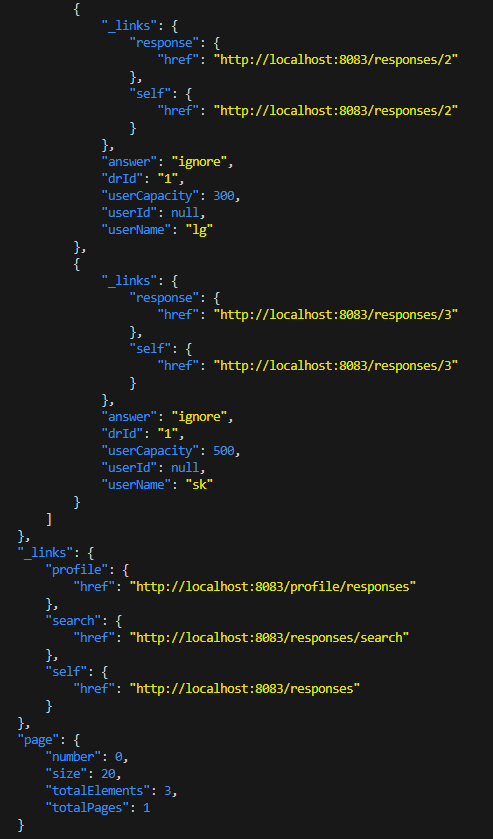 {
"_links": {
"response": {
"href": "http://localhost:8083/responses/2"
},
"self": {
"href": "http://localhost:8083/responses/2"
}
},
"answer": "ignore",
"drId": "1",
"userCapacity": 300,
"userId": null,
"userName": "lg"
},
{
"_links": {
"response": {
"href": "http://localhost:8083/responses/3"
},
"self": {
"href": "http://localhost:8083/responses/3"
}
},
"answer": "ignore",
"drId": "1",
"userCapacity": 500,
"userId": null,
"userName": "sk"
}
]
},
"_links": {
"profile": {
"href": "http://localhost:8083/profile/responses"
},
"search": {
"href": "http://localhost:8083/responses/search"
},
"self": {
"href": "http://localhost:8083/responses"
}
},
"page": {
"number": 0,
"size": 20,
"totalElements": 3,
"totalPages": 1
}